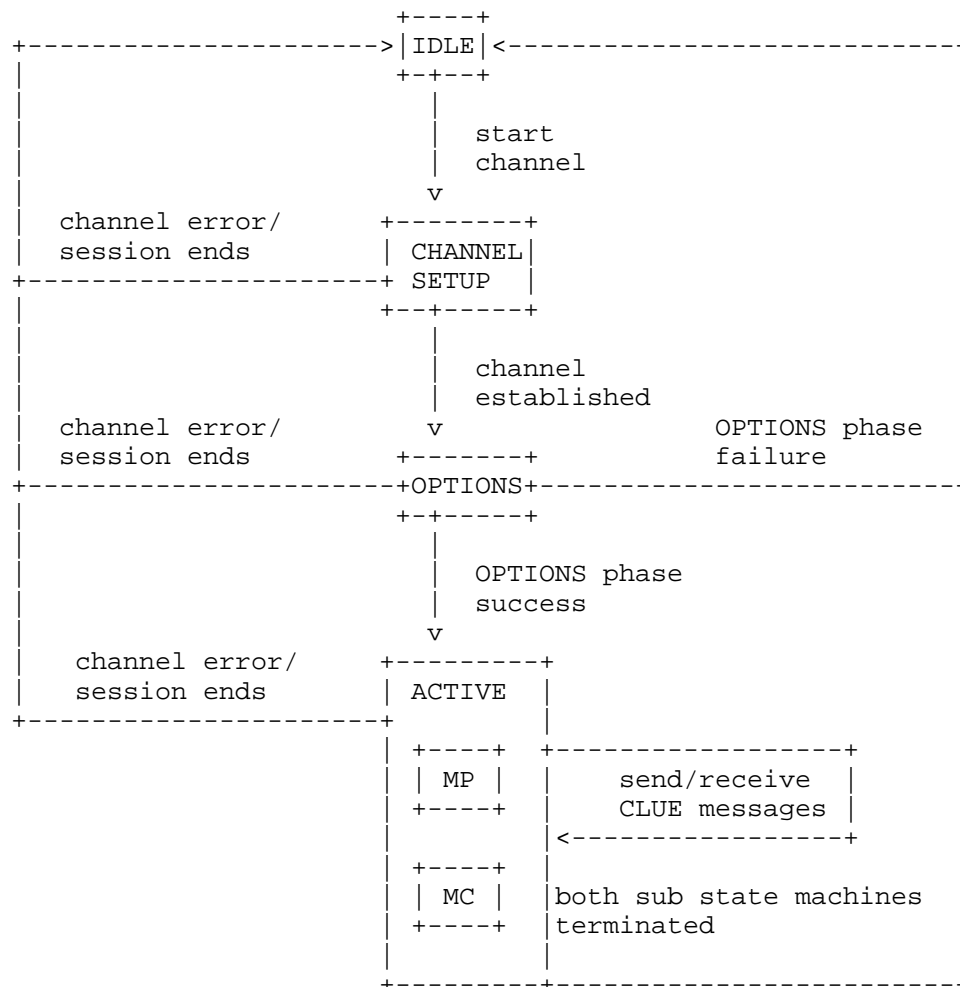 IDLE
start
channel
channel error/
session ends
CHANNEL
SETUP
channel
established
channel error/
session ends
OPTIONS phase
failure
OPTIONS
OPTIONS phase
success
channel error/
session ends
ACTIVE
MP
send/receive
CLUE messages
MC
both sub state machines
terminated